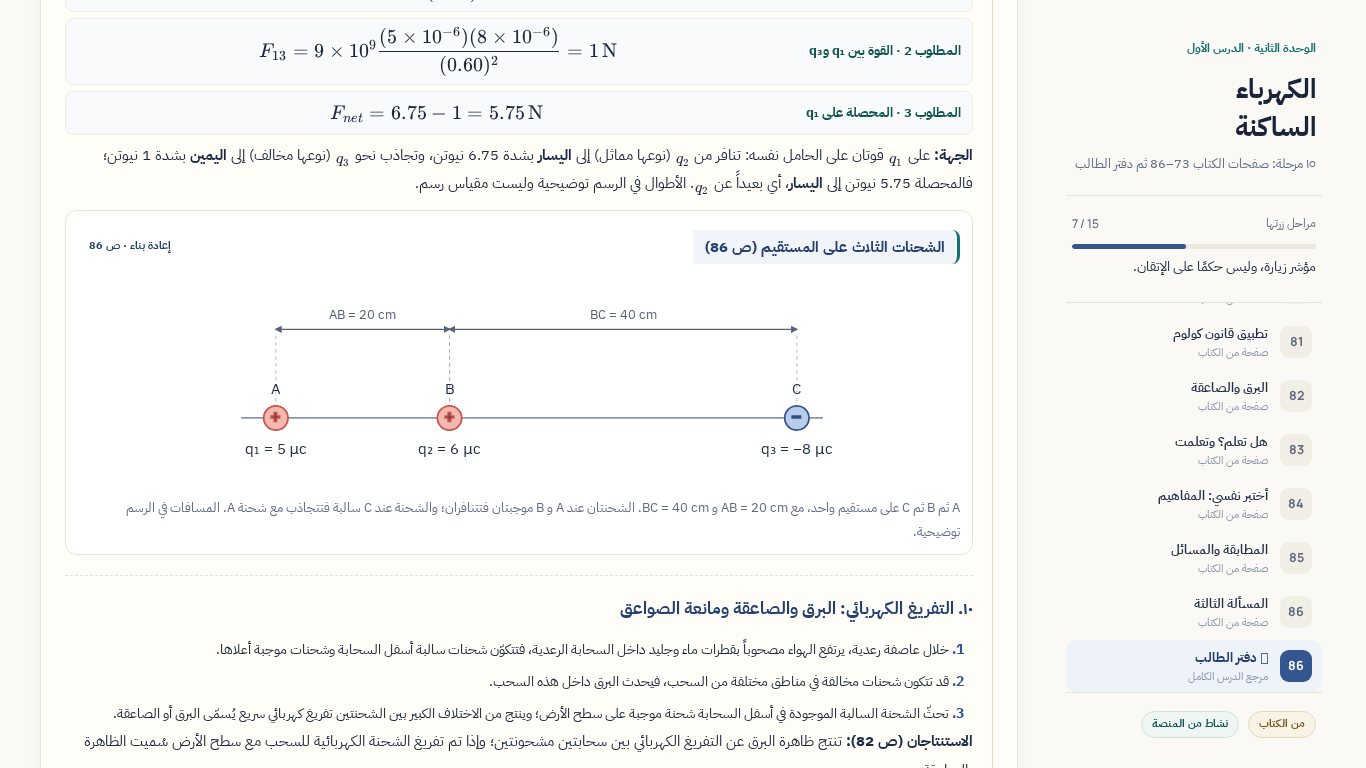 الوحدة الثانية · الدرس الأول
الكهرباء
الساكنة
١٥ مرحلة: صفحات الكتاب 73–86 ثم دفتر الطالب
مراحل زرتها
7 / 15
مؤشر زيارة، وليس حكمًا على الإتقان.
81
تطبيق قانون كولوم
صفحة من الكتاب
82
البرق والصاعقة
صفحة من الكتاب
83
هل تعلم؟ وتعلمت
صفحة من الكتاب
84
أختبر نفسي: المفاهيم
صفحة من الكتاب
85
المطابقة والمسائل
صفحة من الكتاب
86
المسألة الثالثة
صفحة من الكتاب
86
دفتر الطالب
مرجع الدرس الكامل
من الكتاب
نشاط من المنصة
المطلوب 2 · القوة بين q₁ وq₃
F₁₃ = 9 × 10⁹ (5 × 10⁻⁶)(8 × 10⁻⁶) / (0.60)² = 1 N
المطلوب 3 · المحصلة على q₁
F_net = 6.75 − 1 = 5.75 N
الجهة: على q₁ قوتان على الحامل نفسه: تنافر من q₂ (نوعها مماثل) إلى اليسار بشدة 6.75 نيوتن، وتجاذب نحو q₃ (نوعها مخالف) إلى اليمين بشدة 1 نيوتن؛
فالمحصلة 5.75 نيوتن إلى اليسار، أي بعيداً عن q₂. الأطوال في الرسم توضيحية وليست مقياس رسم.
الشحنات الثلاث على المستقيم (ص 86)
إعادة بناء · ص 86
AB = 20 cm
BC = 40 cm
A
B
C
q₁ = 5 μc
q₂ = 6 μc
q₃ = −8 μc
A ثم B ثم C على مستقيم واحد، مع AB = 20 cm و BC = 40 cm. الشحنتان عند A و B موجبتان فتتنافران؛ والشحنة عند C سالبة فتتجاذب مع شحنة A. المسافات في الرسم
توضيحية.
١٠. التفريغ الكهربائي: البرق والصاعقة ومانعة الصواعق
1. خلال عاصفة رعدية، يرتفع الهواء مصحوباً بقطرات ماء وجليد داخل السحابة الرعدية، فتتكوّن شحنات سالبة أسفل السحابة وشحنات موجبة أعلاها.
2. قد تتكون شحنات مخالفة في مناطق مختلفة من السحب، فيحدث البرق داخل هذه السحب.
3. تحثّ الشحنة السالبة الموجودة في أسفل السحابة شحنة موجبة على سطح الأرض؛ وينتج من الاختلاف الكبير بين الشحنتين تفريغ كهربائي سريع يُسمّى البرق أو الصاعقة.
الاستنتاجان (ص 82): تنتج ظاهرة البرق عن التفريغ الكهربائي بين سحابتين مشحونتين؛ وإذا تم تفريغ الشحنة الكهربائية للسحب مع سطح الأرض سُميت الظاهرة